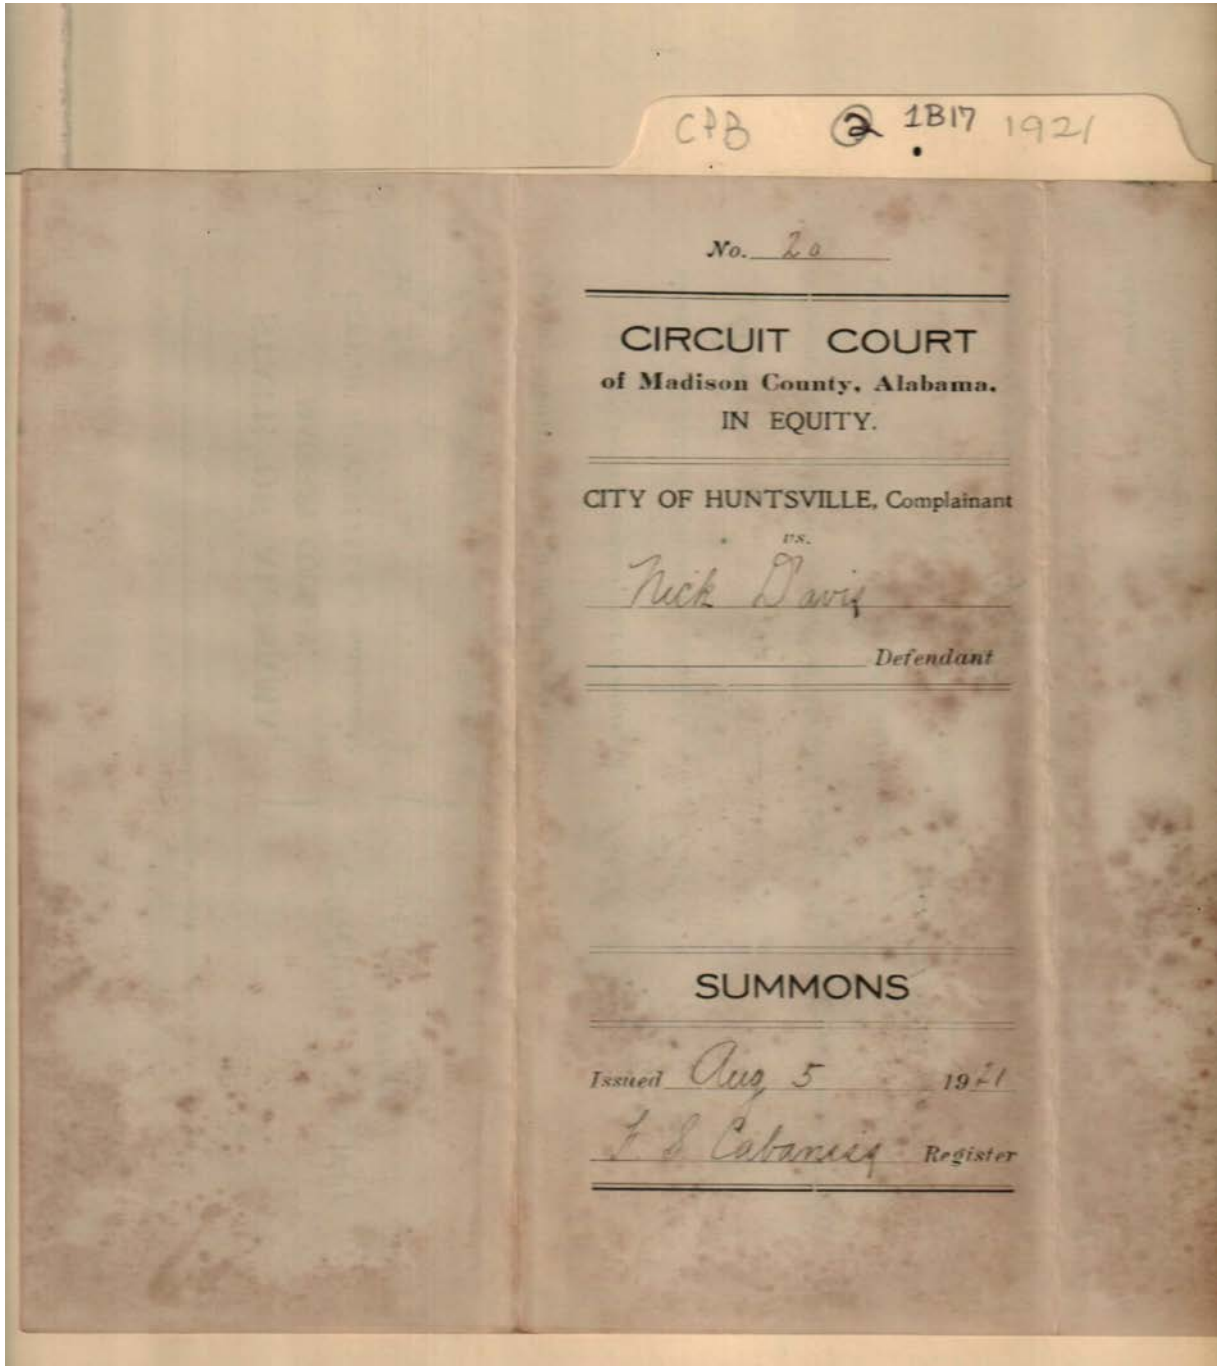 CPB 2 1B17 1921
No. 20
CIRCUIT COURT
of Madison County, Alabama.
IN EQUITY.
CITY OF HUNTSVILLE, Complainant
vs.
Nick Davis
Defendant
SUMMONS
Issued Aug 5 1921
F S Cabaniss Register